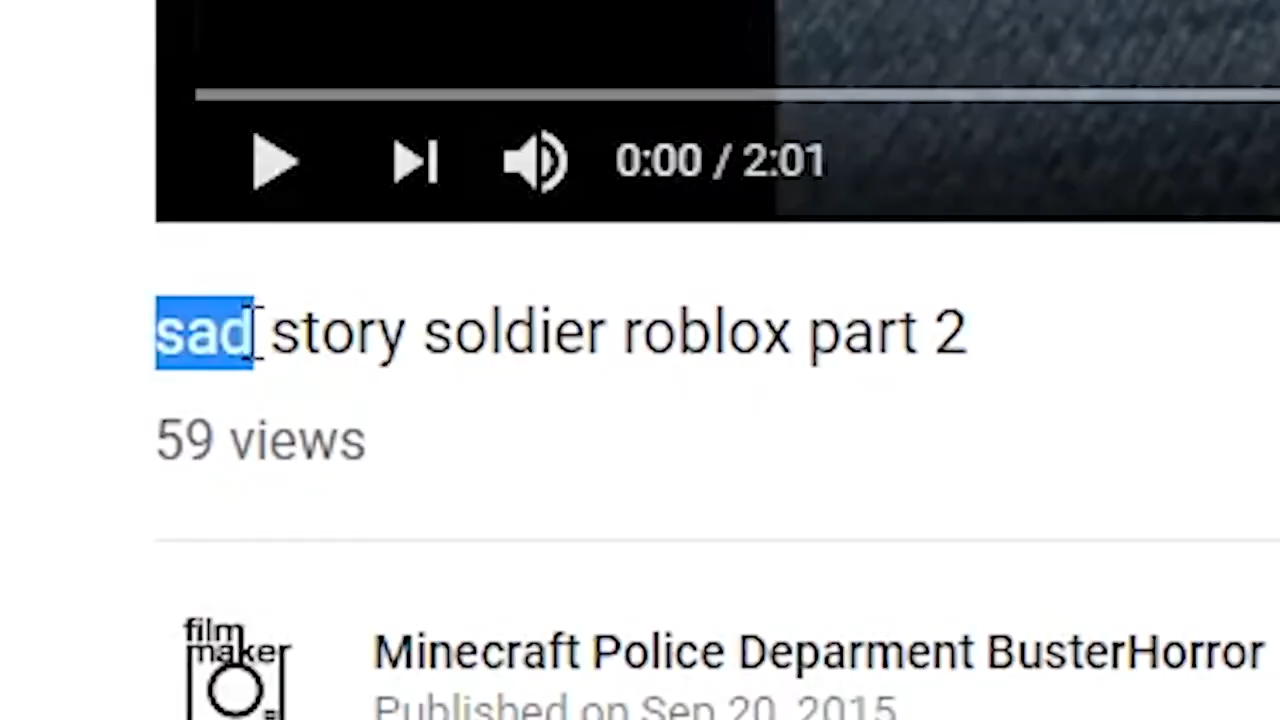 0:00 / 2:01
sad story soldier roblox part 2
59 views
film
maker
Minecraft Police Deparment BusterHorror
Published on Sep 20, 2015